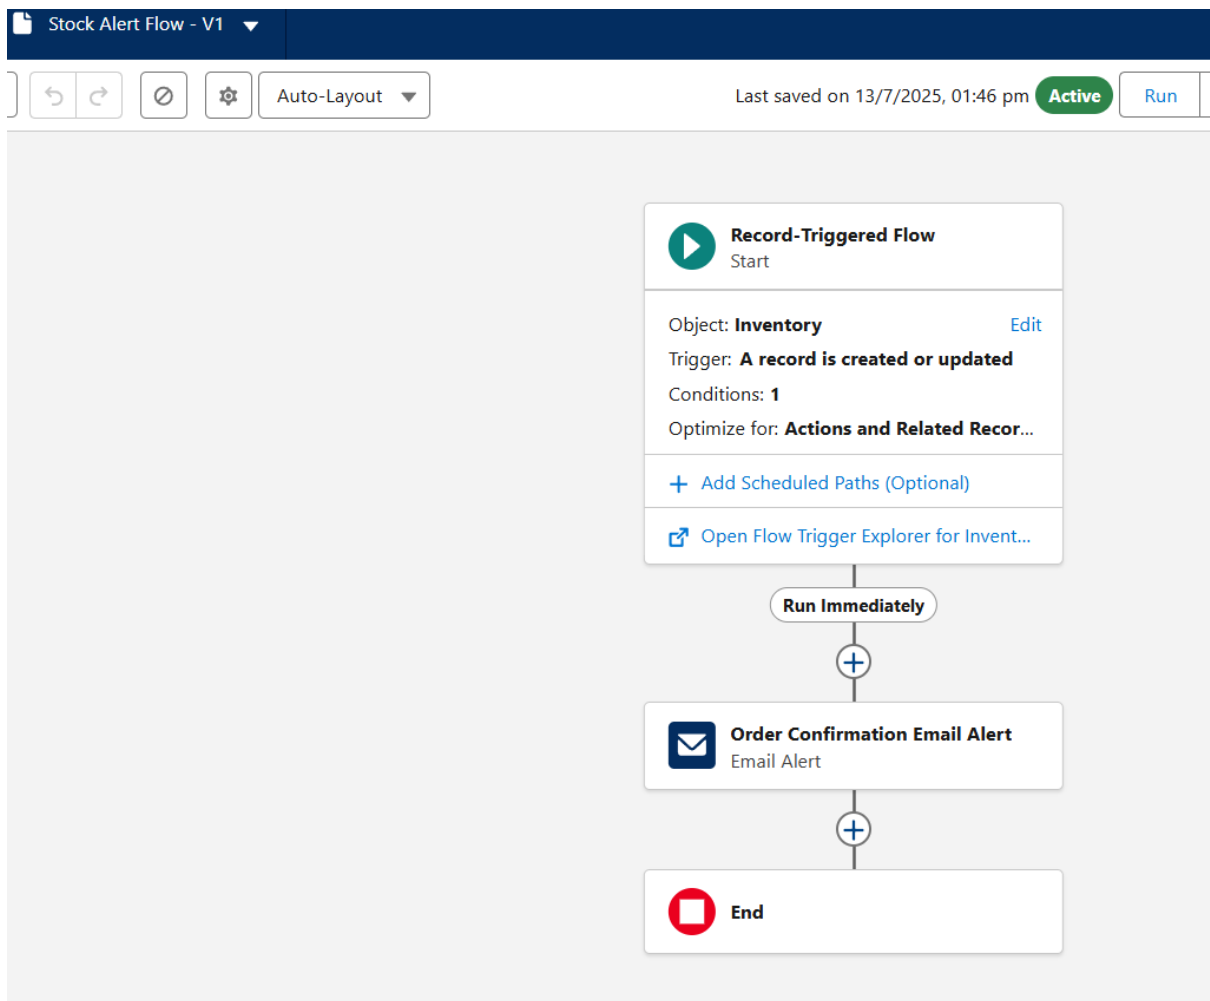 Stock Alert Flow - V1
Auto-Layout
Last saved on 13/7/2025, 01:46 pm Active Run
Record-Triggered Flow
Start
Object: Inventory Edit
Trigger: A record is created or updated
Conditions: 1
Optimize for: Actions and Related Recor...
Add Scheduled Paths (Optional)
Open Flow Trigger Explorer for Invent...
Run Immediately
Order Confirmation Email Alert
Email Alert
End